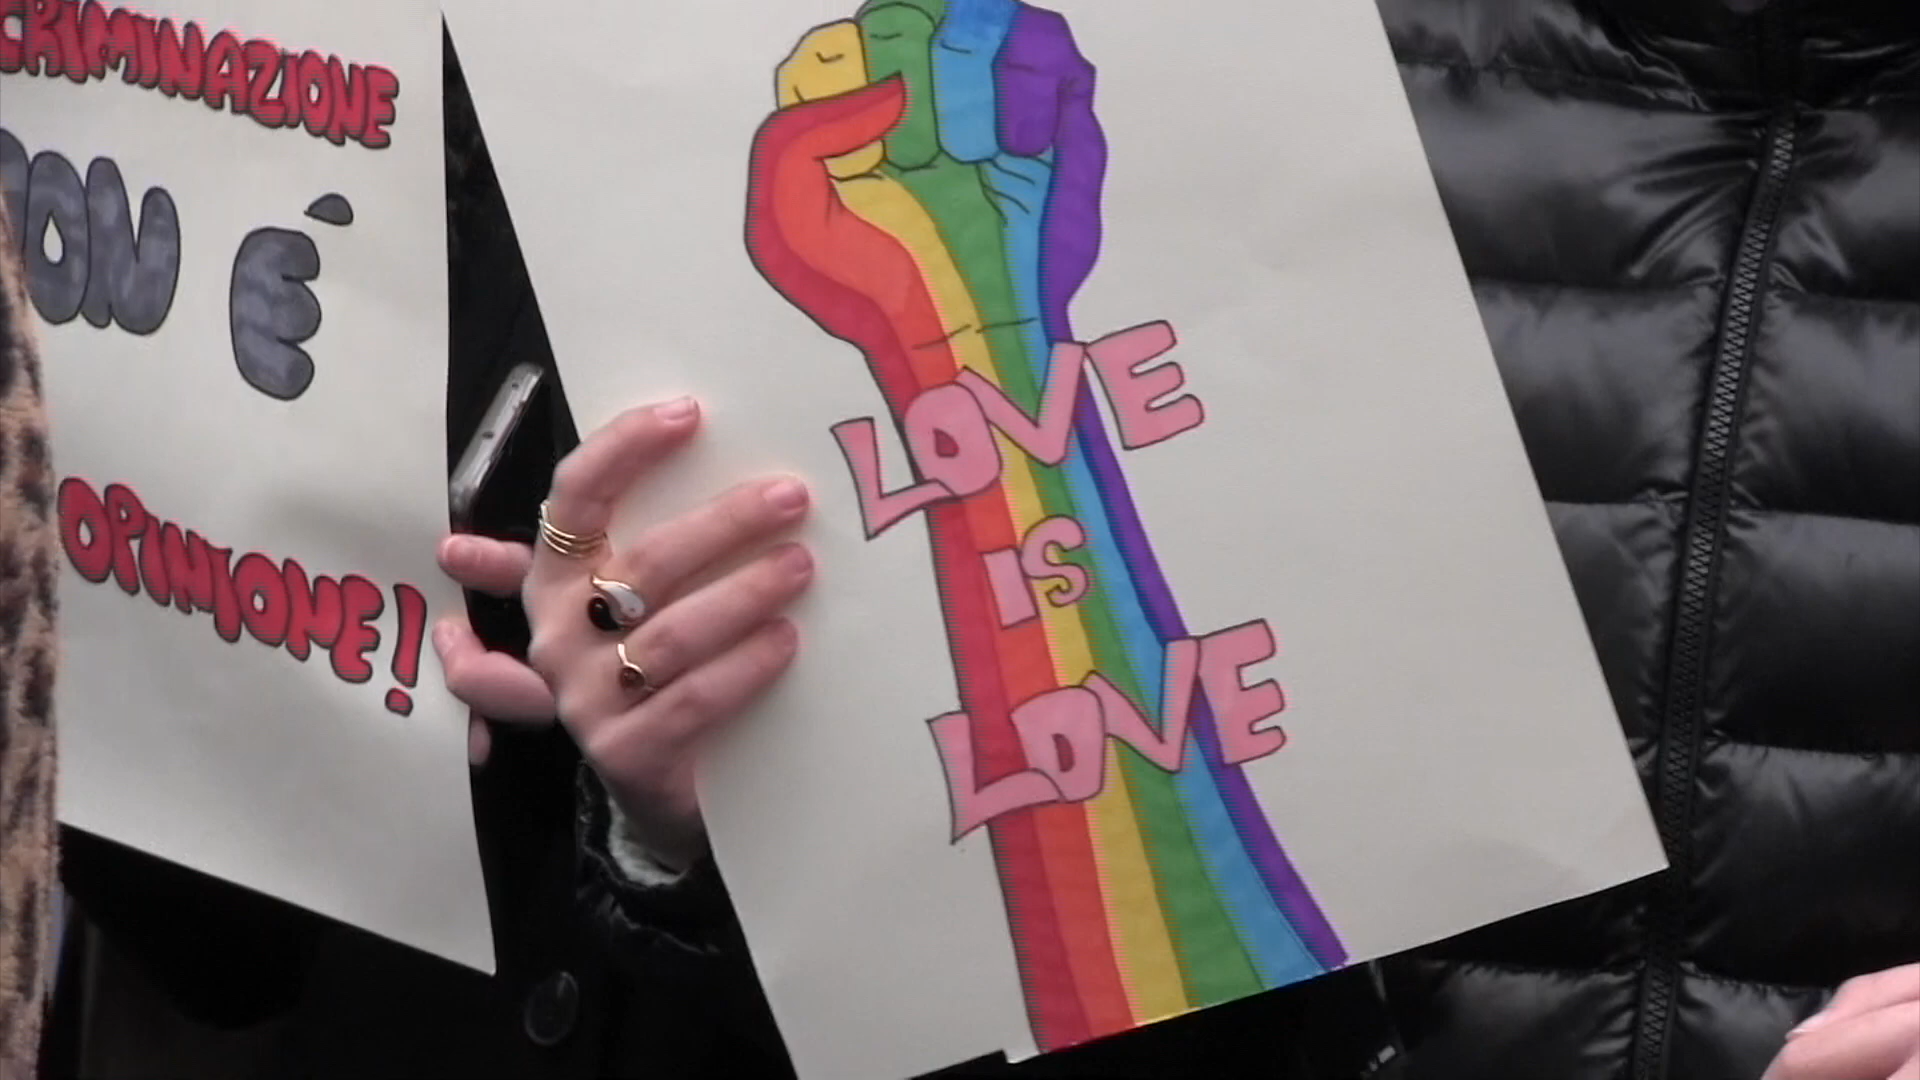 CRIMINAZIONE
ON É
OPINIONE!
LOVE
IS
LOVE